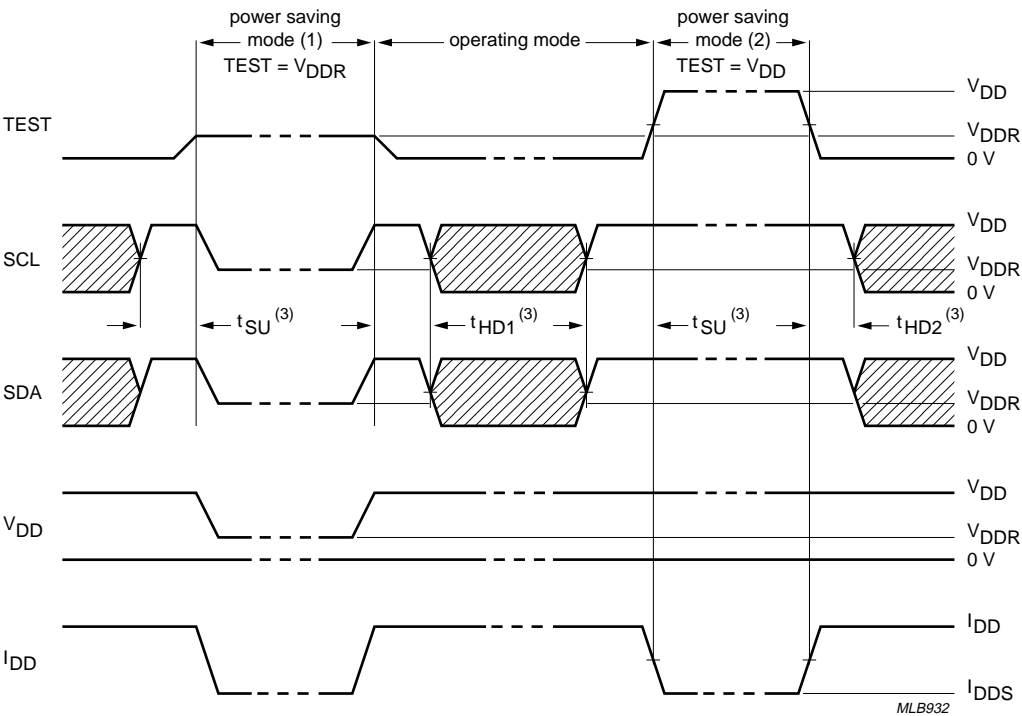 power saving
mode (1)
TEST = VDDR
operating mode
power saving
mode (2)
TEST = VDD
TEST
VDD
VDDR
0 V
SCL
VDD
VDDR
0 V
tSU(3)
tHD1(3)
tSU(3)
tHD2(3)
SDA
VDD
VDDR
0 V
VDD
VDD
VDDR
0 V
IDD
IDD
IDDS
MLB932